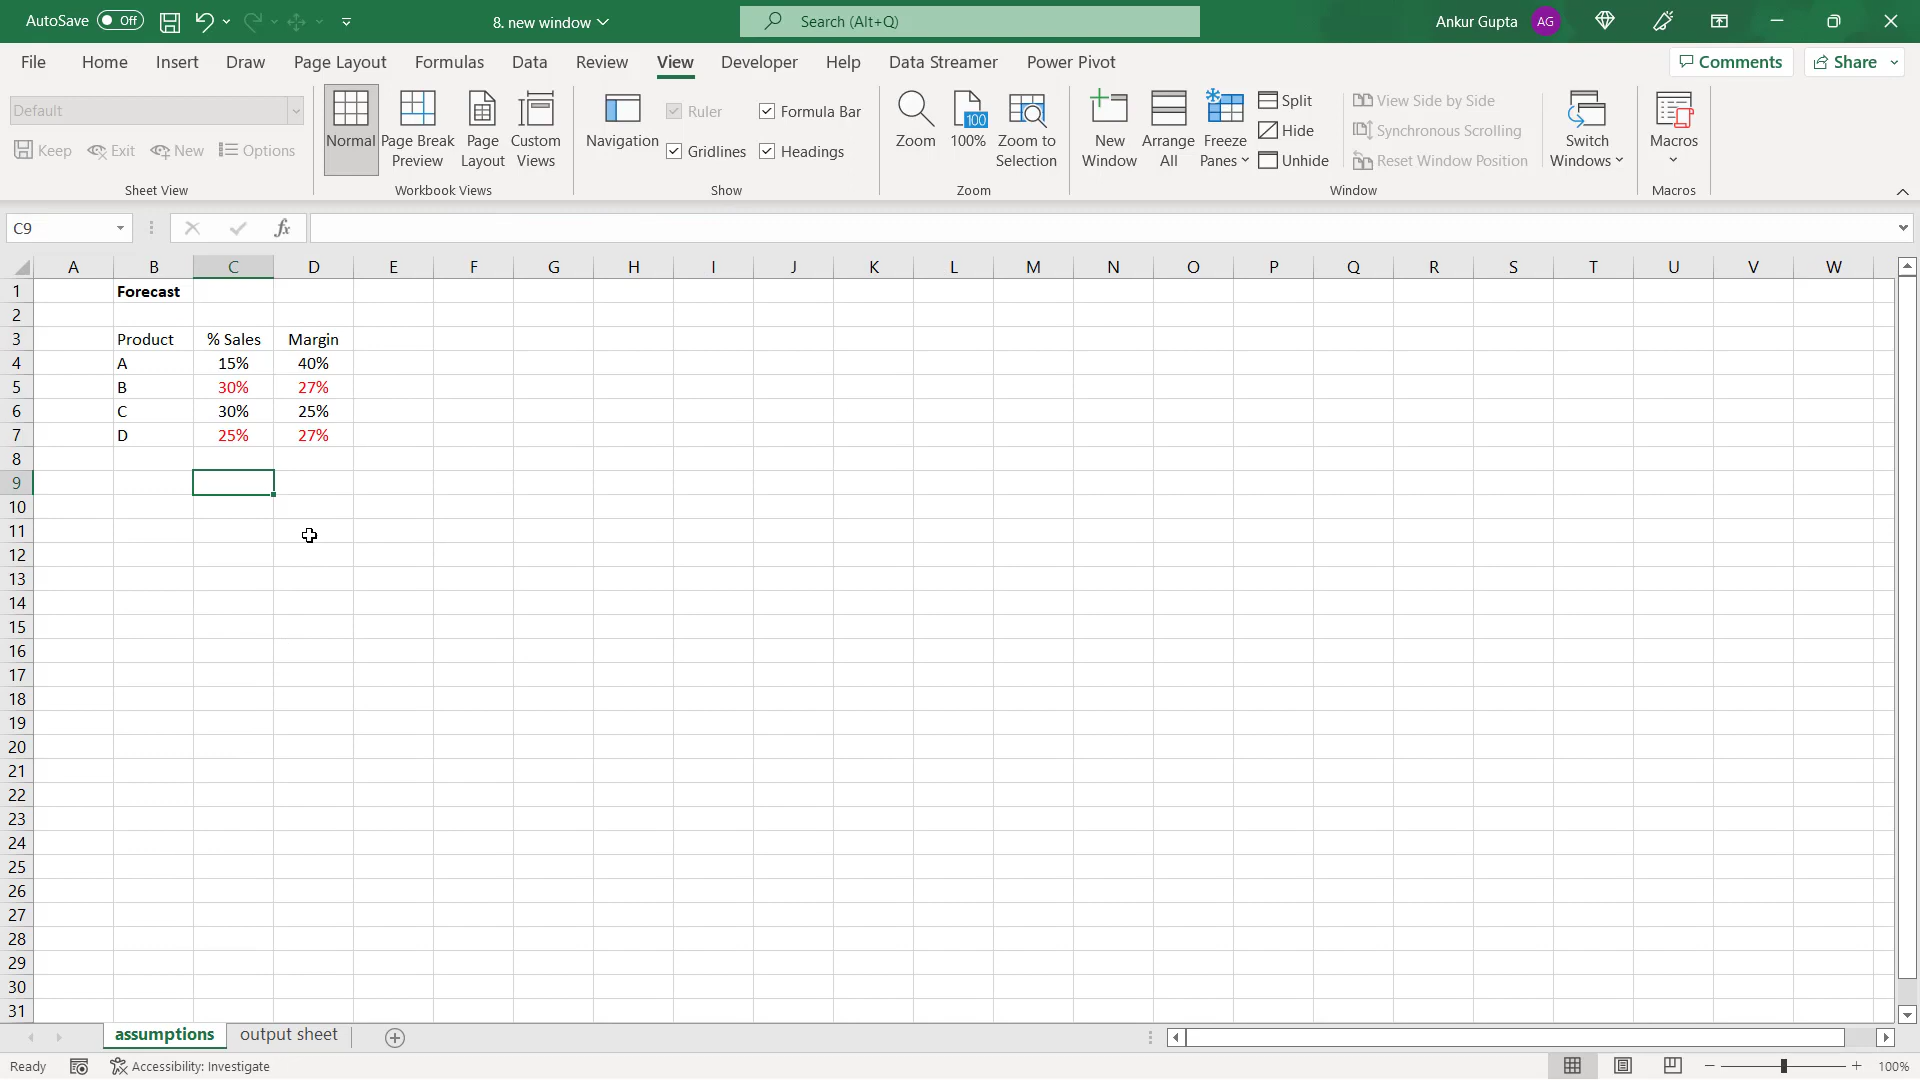 AutoSave Off 8. new window Search (Alt+Q) Ankur Gupta AG
File Home Insert Draw Page Layout Formulas Data Review View Developer Help Data Streamer Power Pivot Comments Share
Default
Keep Exit New Options
Sheet View
Normal Page Break Preview Page Layout Custom Views
Workbook Views
Navigation
Ruler Formula Bar
Gridlines Headings
Show
Zoom 100 100% Zoom to Selection
Zoom
New Window Arrange All Freeze Panes
Split
Hide
Unhide
View Side by Side
Synchronous Scrolling
Reset Window Position
Switch Windows
Window
Macros
Macros
C9 fx
A B C D E F G H I J K L M N O P Q R S T U V W
1 Forecast
2
3 Product % Sales Margin
4 A 15% 40%
5 B 30% 27%
6 C 30% 25%
7 D 25% 27%
8
9
10
11
12
13
14
15
16
17
18
19
20
21
22
23
24
25
26
27
28
29
30
31
assumptions output sheet
Ready Accessibility: Investigate 100%